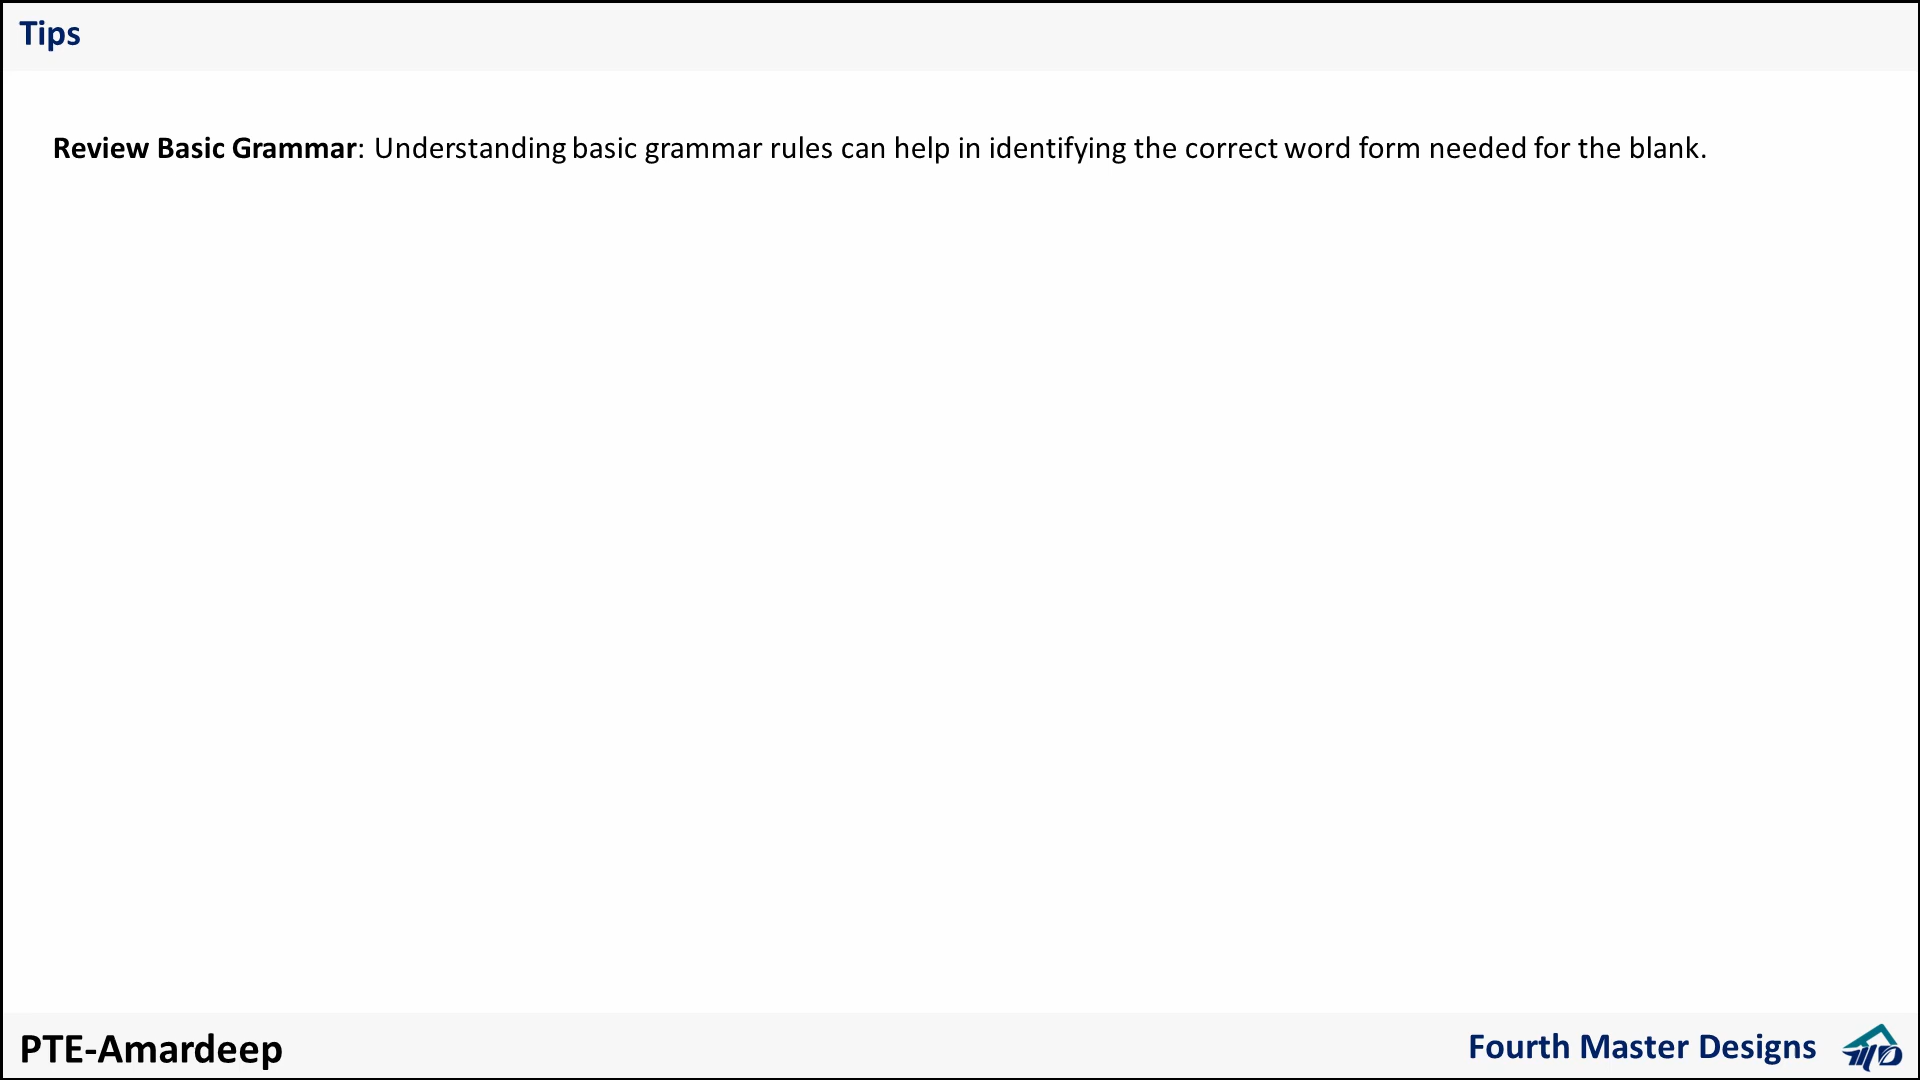 Tips
Review Basic Grammar: Understanding basic grammar rules can help in identifying the correct word form needed for the blank.
PTE-Amardeep
Fourth Master Designs